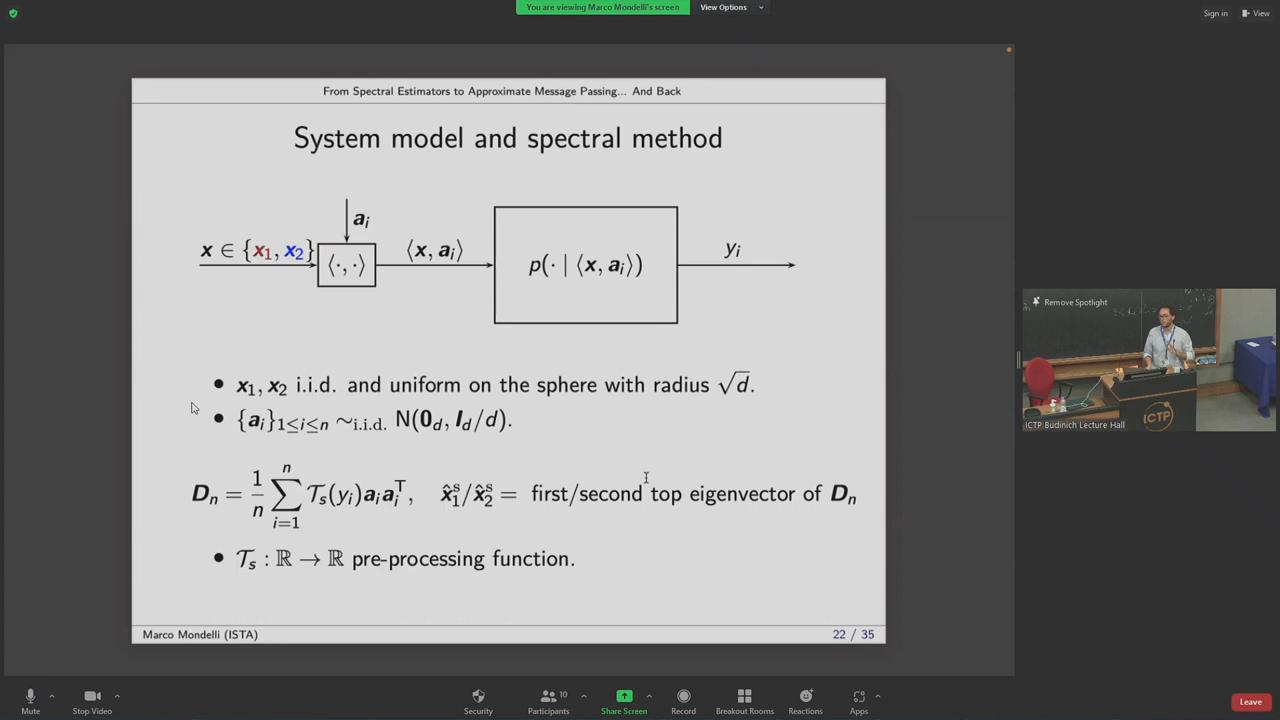 You are viewing Marco Mondelli's screen
View Options
Sign in
View
From Spectral Estimators to Approximate Message Passing... And Back
System model and spectral method
a_i
x ∈ {x_1, x_2}
⟨·, ·⟩
⟨x, a_i⟩
p(· | ⟨x, a_i⟩)
y_i
• x_1, x_2 i.i.d. and uniform on the sphere with radius √d.
• {a_i}_{1≤i≤n} ∼_{i.i.d.} N(0_d, I_d/d).
D_n = 1/n ∑_{i=1}^{n} 𝒯_s(y_i) a_i a_i^⊤, x̂_1^s/x̂_2^s = first/second top eigenvector of D_n
• 𝒯_s : ℝ → ℝ pre-processing function.
Marco Mondelli (ISTA)
22 / 35
Remove Spotlight
ICTP
ICTP Budinich Lecture Hall
Mute
Stop Video
Security
Participants
10
Share Screen
Record
Breakout Rooms
Reactions
Apps
Leave